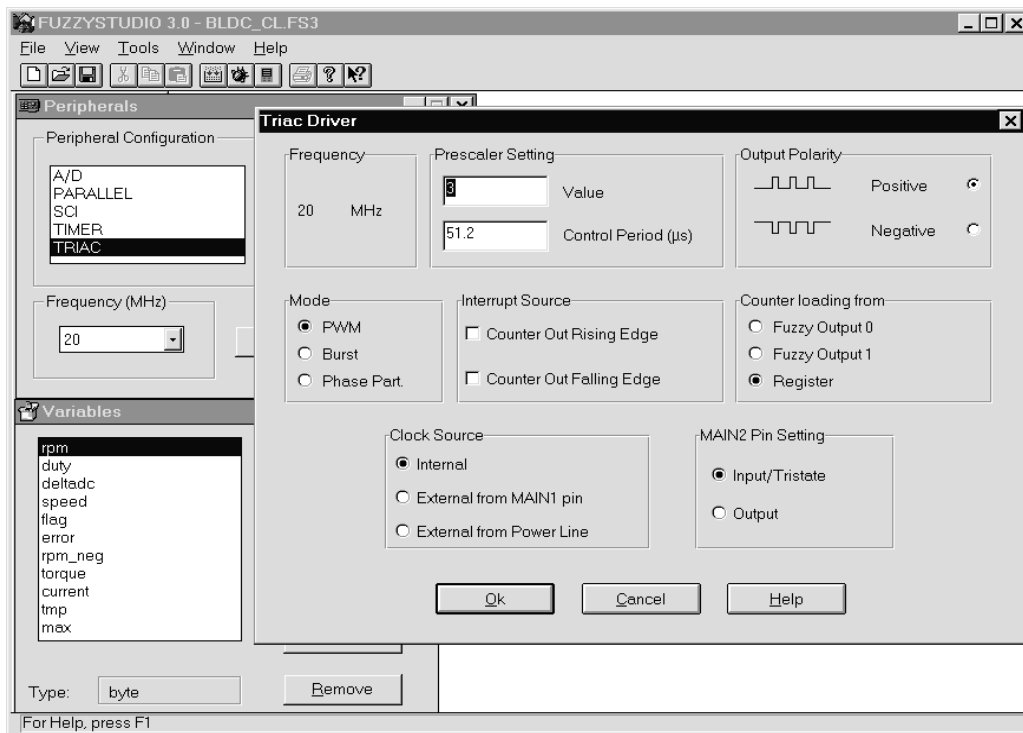 FUZZYSTUDIO 3.0 - BLDC_CL.FS3
File View Tools Window Help
Peripherals
Peripheral Configuration
A/D
PARALLEL
SCI
TIMER
TRIAC
Frequency (MHz)
20
Variables
rpm
duty
deltadc
speed
flag
error
rpm_neg
torque
current
tmp
max
Type: byte
Remove
Triac Driver
Frequency
20 MHz
Prescaler Setting
3 Value
51.2 Control Period (µs)
Output Polarity
Positive
Negative
Mode
PWM
Burst
Phase Part.
Interrupt Source
Counter Out Rising Edge
Counter Out Falling Edge
Counter loading from
Fuzzy Output 0
Fuzzy Output 1
Register
Clock Source
Internal
External from MAIN1 pin
External from Power Line
MAIN2 Pin Setting
Input/Tristate
Output
Ok Cancel Help
For Help, press F1